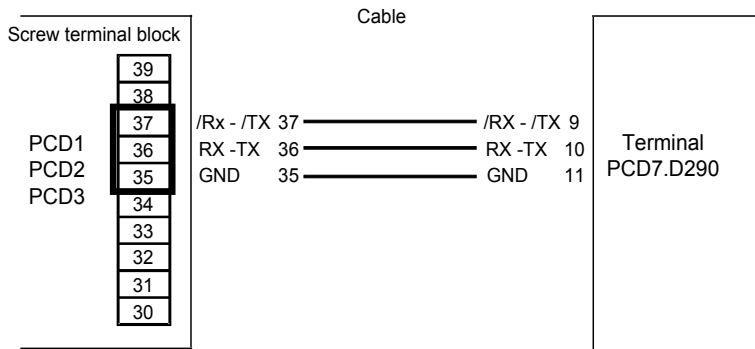 Cable
Screw terminal block
39
38
37
36
35
34
33
32
31
30
PCD1
PCD2
PCD3
/Rx - /TX 37
RX -TX 36
GND 35
/RX - /TX 9
RX -TX 10
GND 11
Terminal
PCD7.D290